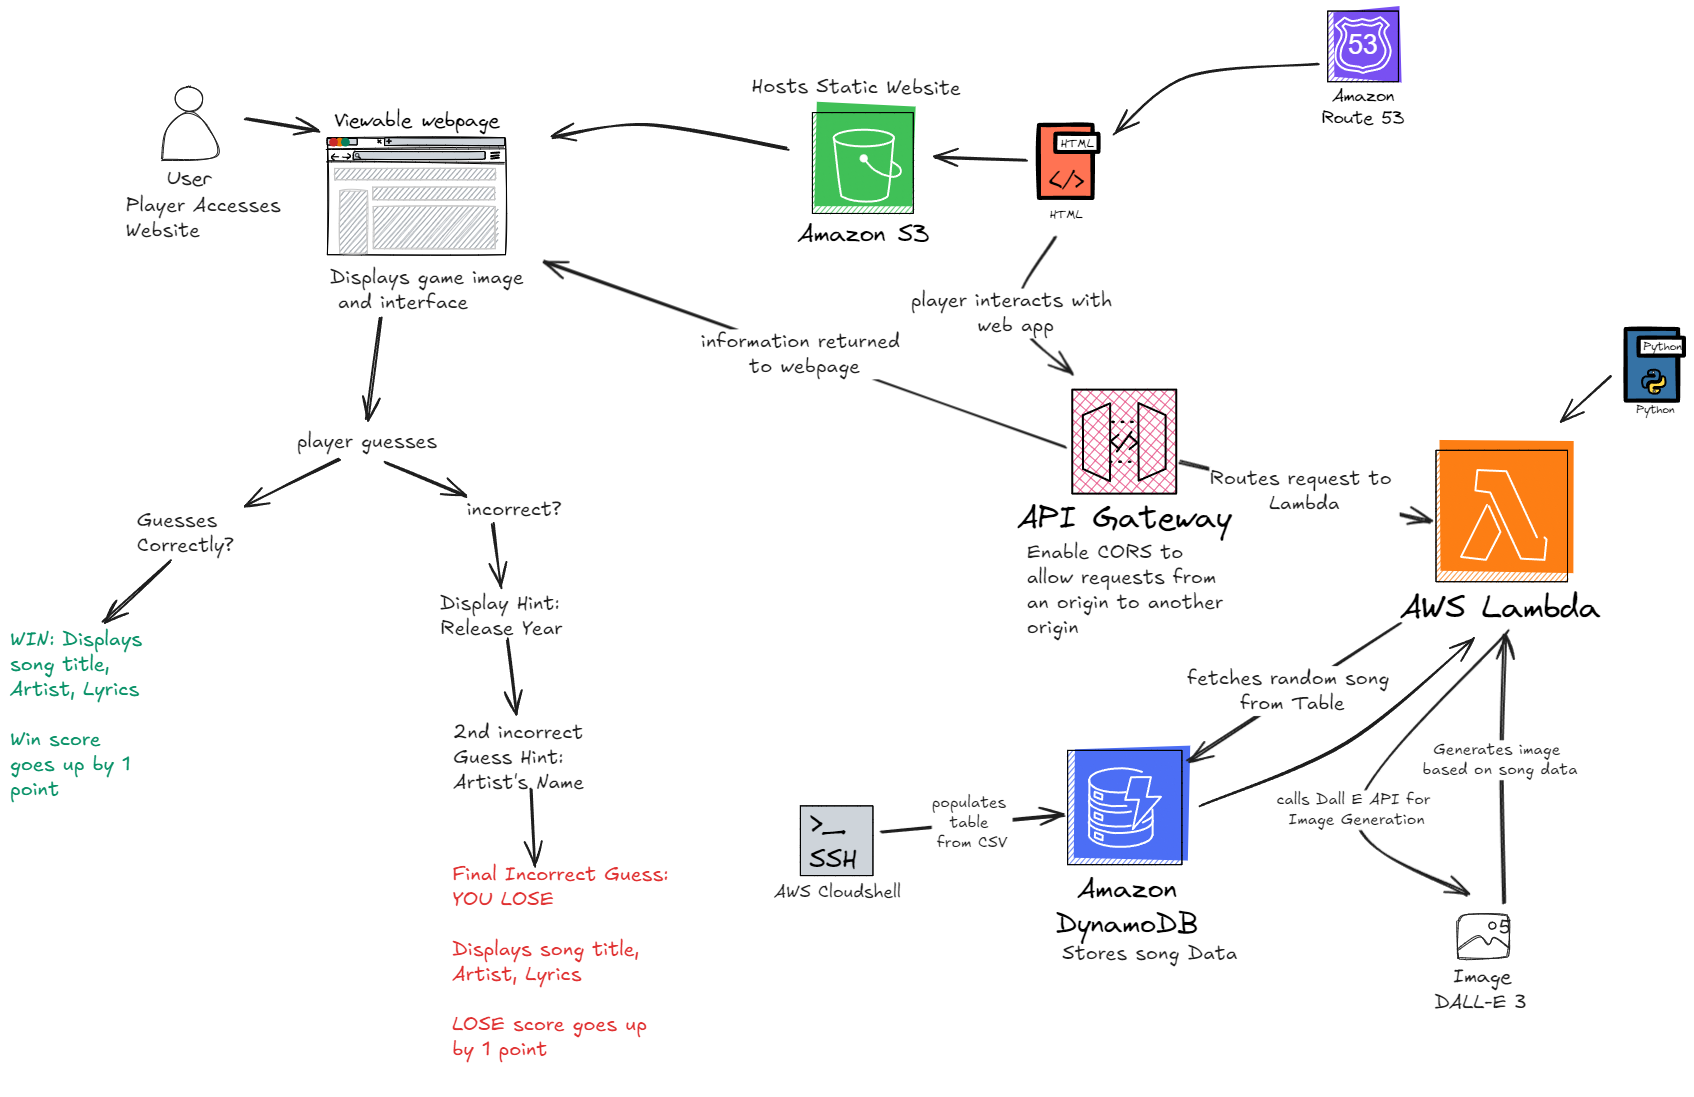 53
Amazon
Route 53
Hosts Static Website
Amazon S3
HTML
</>
HTML
User
Player Accesses
Website
Viewable webpage
Displays game image
and interface
player interacts with
web app
information returned
to webpage
Python
Python
</>
API Gateway
Enable CORS to
allow requests from
an origin to another
origin
Routes request to
Lambda
AWS Lambda
player guesses
Guesses
Correctly?
incorrect?
WIN: Displays
song title,
Artist, Lyrics
Win score
goes up by 1
point
Display Hint:
Release Year
2nd incorrect
Guess Hint:
Artist's Name
Final Incorrect Guess:
YOU LOSE
Displays song title,
Artist, Lyrics
LOSE score goes up
by 1 point
fetches random song
from Table
Generates image
based on song data
calls Dall E API for
Image Generation
populates
table
from CSV
>_
SSH
AWS Cloudshell
Amazon
DynamoDB
Stores song Data
5
Image
DALL-E 3